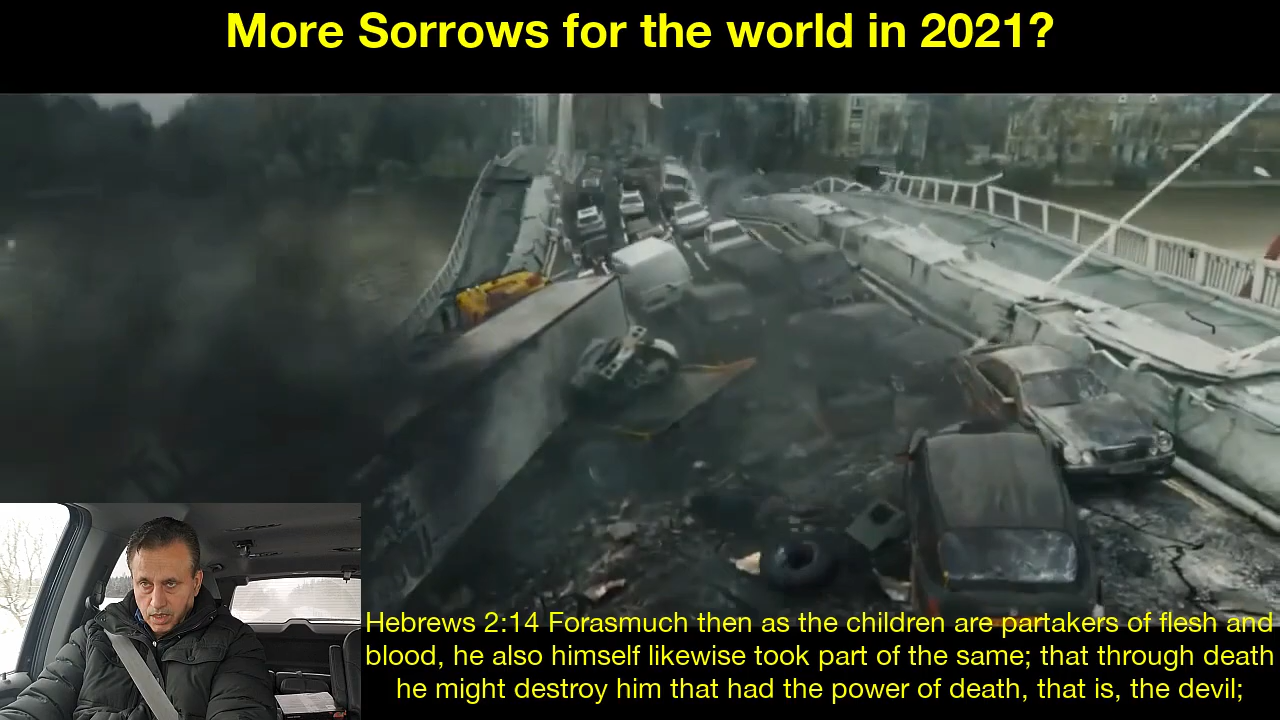 More Sorrows for the world in 2021?
Hebrews 2:14 Forasmuch then as the children are partakers of flesh and
blood, he also himself likewise took part of the same; that through death
he might destroy him that had the power of death, that is, the devil;